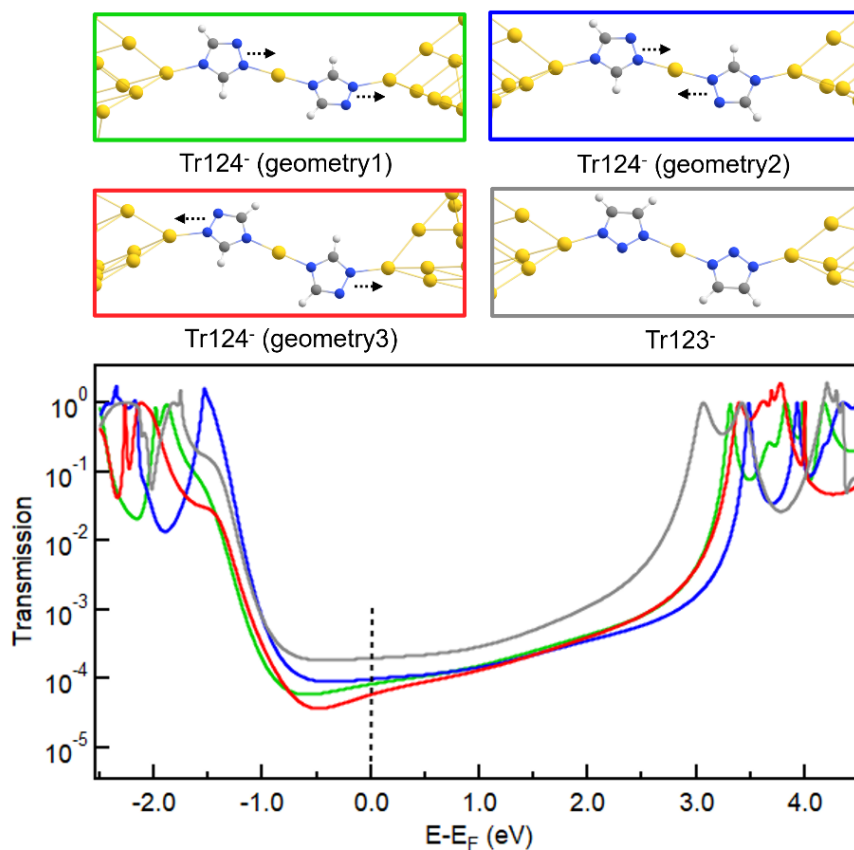 Tr124⁻ (geometry1)
Tr124⁻ (geometry2)
Tr124⁻ (geometry3)
Tr123⁻
Transmission
10⁰
10⁻¹
10⁻²
10⁻³
10⁻⁴
10⁻⁵
-2.0 -1.0 0.0 1.0 2.0 3.0 4.0
E-E_F (eV)